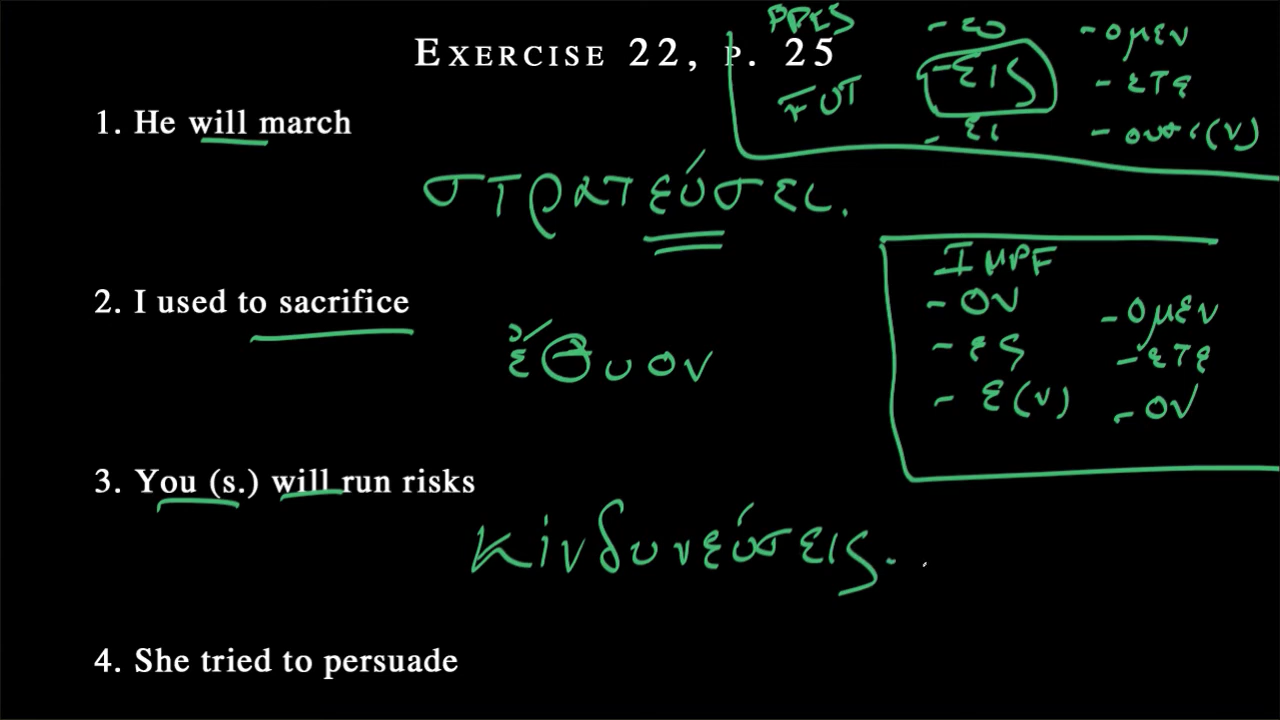 EXERCISE 22, P. 25
PRES
FUT
-ω -ομεν
-εις -ετε
-ει -ουσι(ν)
1. He will march
στρατεύσει.
IMPF
-ον -ομεν
-ες -ετε
-ε(ν) -ον
2. I used to sacrifice
ἔθυον
3. You (s.) will run risks
κινδυνεύσεις.
4. She tried to persuade